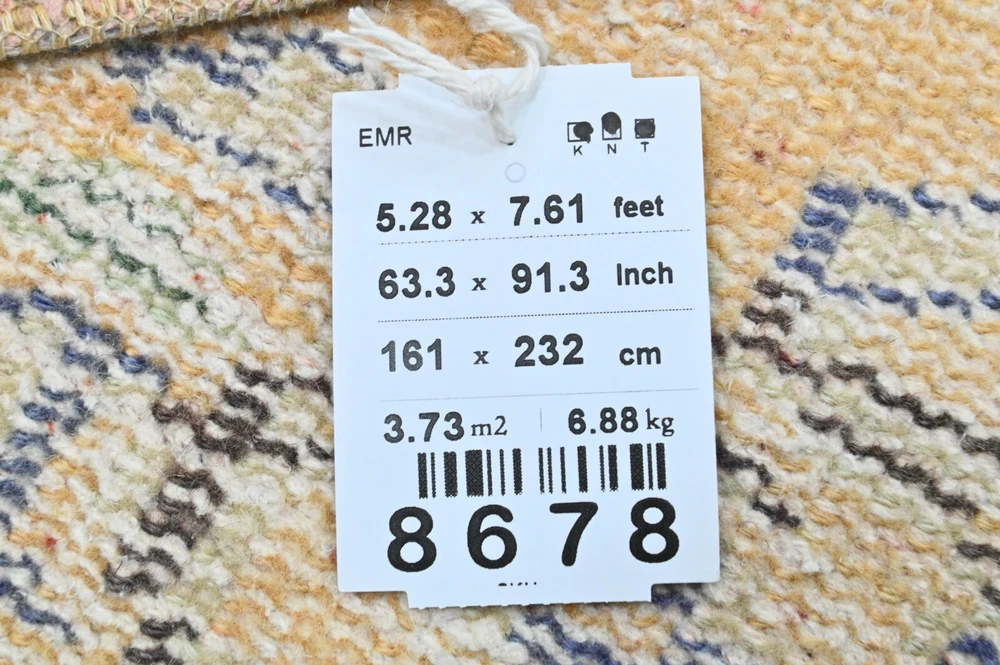 EMR
K N T
5.28 x 7.61 feet
63.3 x 91.3 Inch
161 x 232 cm
3.73 m2 | 6.88 kg
8678